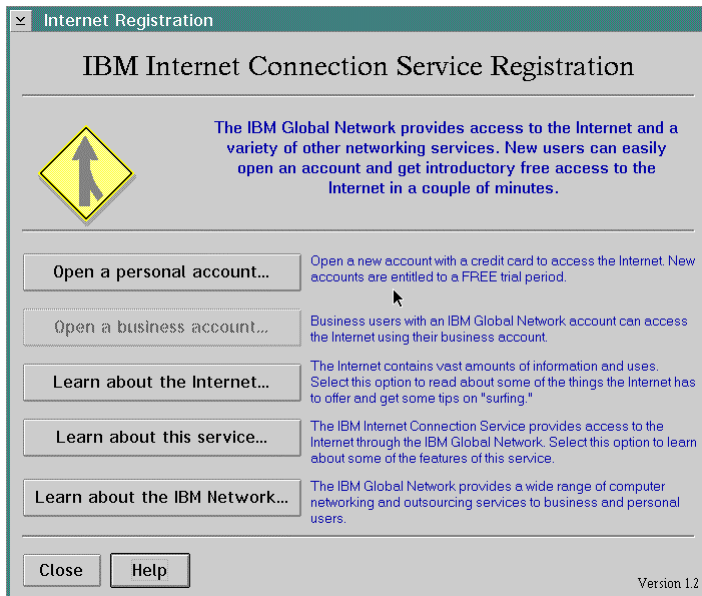 Internet Registration
IBM Internet Connection Service Registration
The IBM Global Network provides access to the Internet and a
variety of other networking services. New users can easily
open an account and get introductory free access to the
Internet in a couple of minutes.
Open a personal account...
Open a new account with a credit card to access the Internet. New
accounts are entitled to a FREE trial period.
Open a business account...
Business users with an IBM Global Network account can access
the Internet using their business account.
Learn about the Internet...
The Internet contains vast amounts of information and uses.
Select this option to read about some of the things the Internet has
to offer and get some tips on "surfing."
Learn about this service...
The IBM Internet Connection Service provides access to the
Internet through the IBM Global Network. Select this option to learn
about some of the features of this service.
Learn about the IBM Network...
The IBM Global Network provides a wide range of computer
networking and outsourcing services to business and personal
users.
Close
Help
Version 1.2